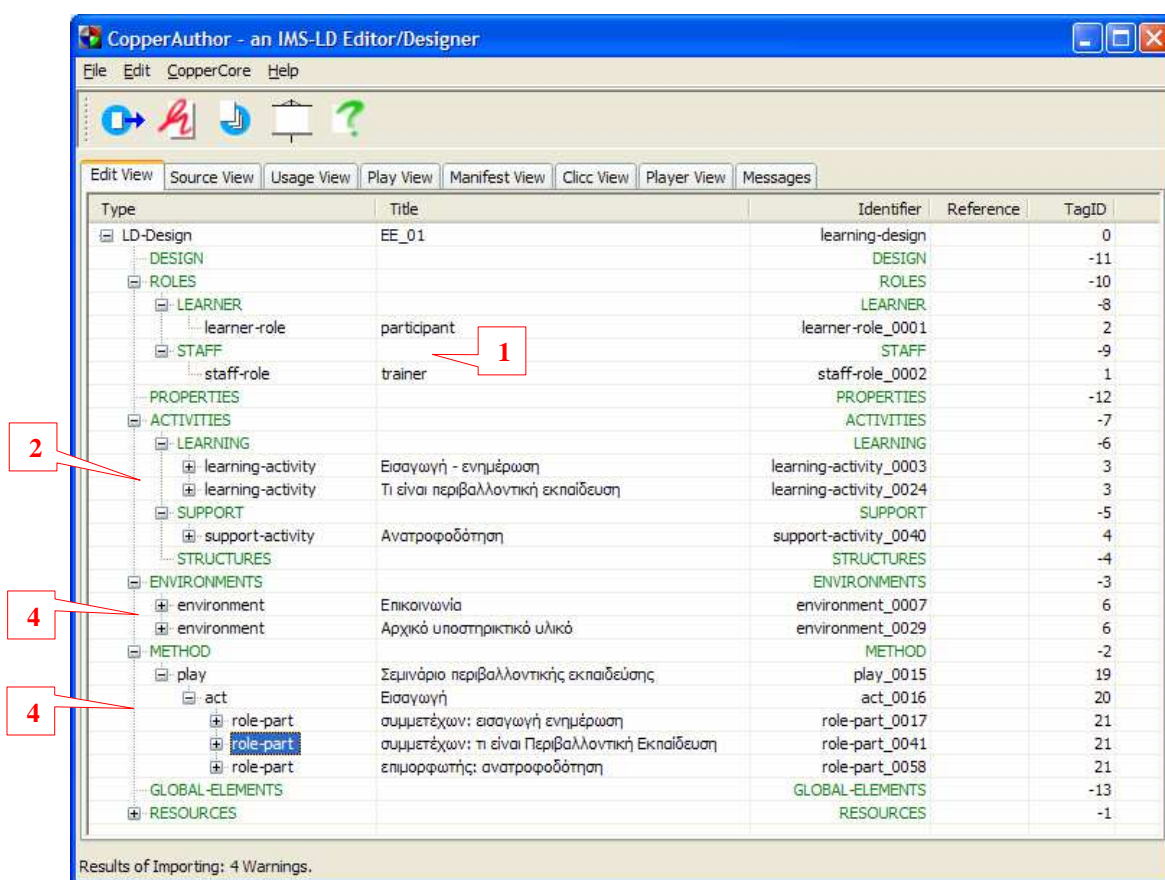 CopperAuthor - an IMS-LD Editor/Designer
File Edit CopperCore Help
Edit View Source View Usage View Play View Manifest View Clicc View Player View Messages
Type Title Identifier Reference TagID
LD-Design EE_01 learning-design 0
DESIGN DESIGN -11
ROLES ROLES -10
LEARNER LEARNER -8
learner-role participant learner-role_0001 2
1
STAFF STAFF -9
staff-role trainer staff-role_0002 1
PROPERTIES PROPERTIES -12
ACTIVITIES ACTIVITIES -7
2
LEARNING LEARNING -6
learning-activity Εισαγωγή - ενημέρωση learning-activity_0003 3
learning-activity Τι είναι περιβαλλοντική εκπαίδευση learning-activity_0024 3
SUPPORT SUPPORT -5
support-activity Ανατροφοδότηση support-activity_0040 4
STRUCTURES STRUCTURES -4
ENVIRONMENTS ENVIRONMENTS -3
4
environment Επικοινωνία environment_0007 6
environment Αρχικό υποστηρικτικό υλικό environment_0029 6
METHOD METHOD -2
play Σεμινάριο περιβαλλοντικής εκπαιδεύσης play_0015 19
act Εισαγωγή act_0016 20
4
role-part συμμετέχων: εισαγωγή ενημέρωση role-part_0017 21
role-part συμμετέχων: τι είναι Περιβαλλοντική Εκπαίδευση role-part_0041 21
role-part επιμορφωτής: ανατροφοδότηση role-part_0058 21
GLOBAL-ELEMENTS GLOBAL-ELEMENTS -13
RESOURCES RESOURCES -1
Results of Importing: 4 Warnings.